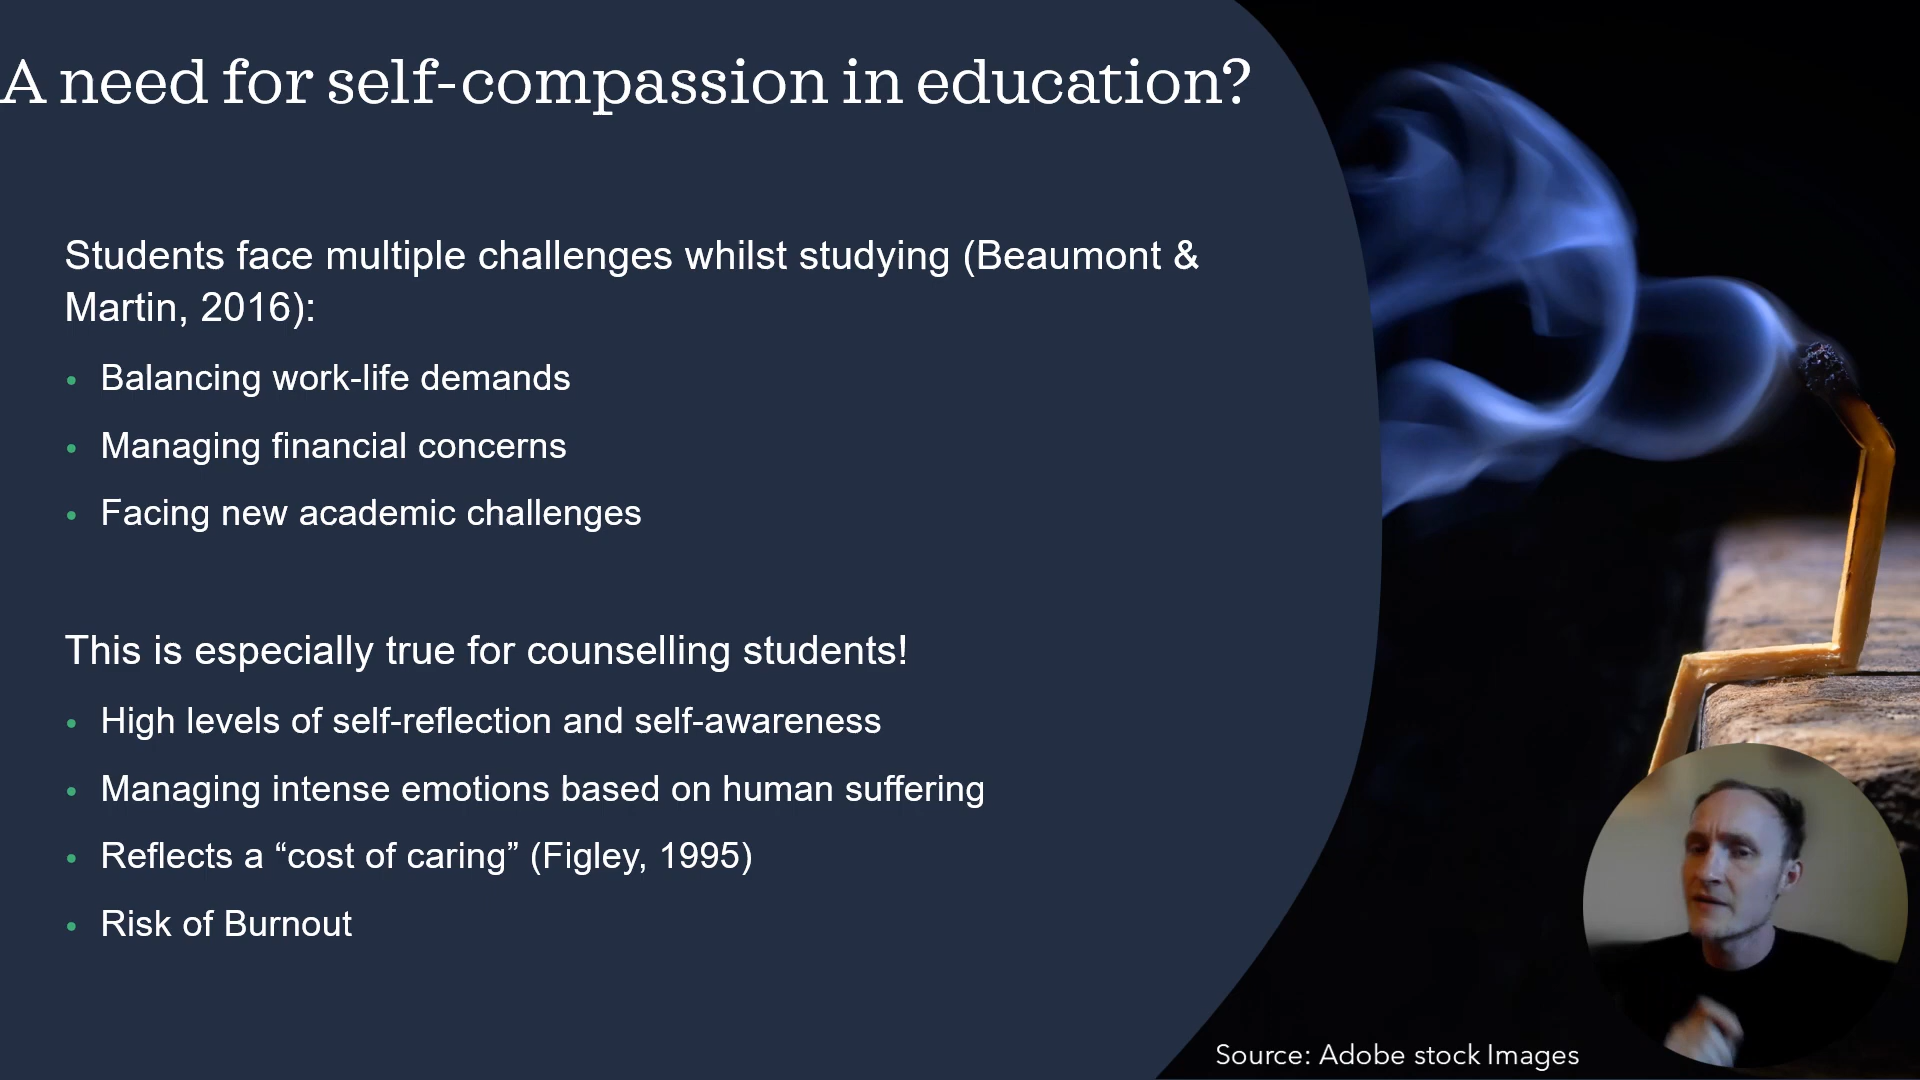 A need for self-compassion in education?
Students face multiple challenges whilst studying (Beaumont &
Martin, 2016):
• Balancing work-life demands
• Managing financial concerns
• Facing new academic challenges
This is especially true for counselling students!
• High levels of self-reflection and self-awareness
• Managing intense emotions based on human suffering
• Reflects a “cost of caring” (Figley, 1995)
• Risk of Burnout
Source: Adobe stock Images